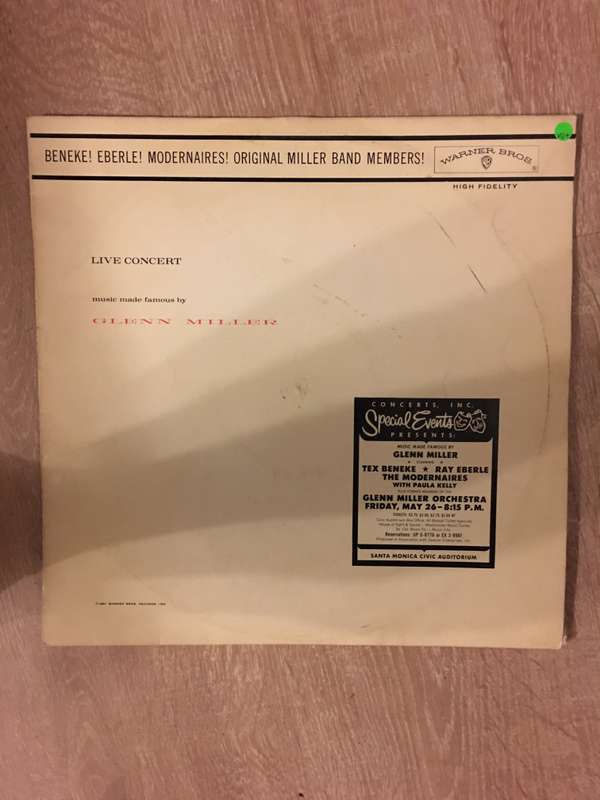 BENEKE! EBERLE! MODERNAIRES! ORIGINAL MILLER BAND MEMBERS!
WARNER BROS.
HIGH FIDELITY
LIVE CONCERT
music made famous by
GLENN MILLER
CONCERTS, INC.
Special Events
PRESENTS:
MUSIC MADE FAMOUS BY
GLENN MILLER
TEX BENEKE ★ RAY EBERLE
THE MODERNAIRES
WITH PAULA KELLY
GLENN MILLER ORCHESTRA
FRIDAY, MAY 26-8:15 P.M.
SANTA MONICA CIVIC AUDITORIUM